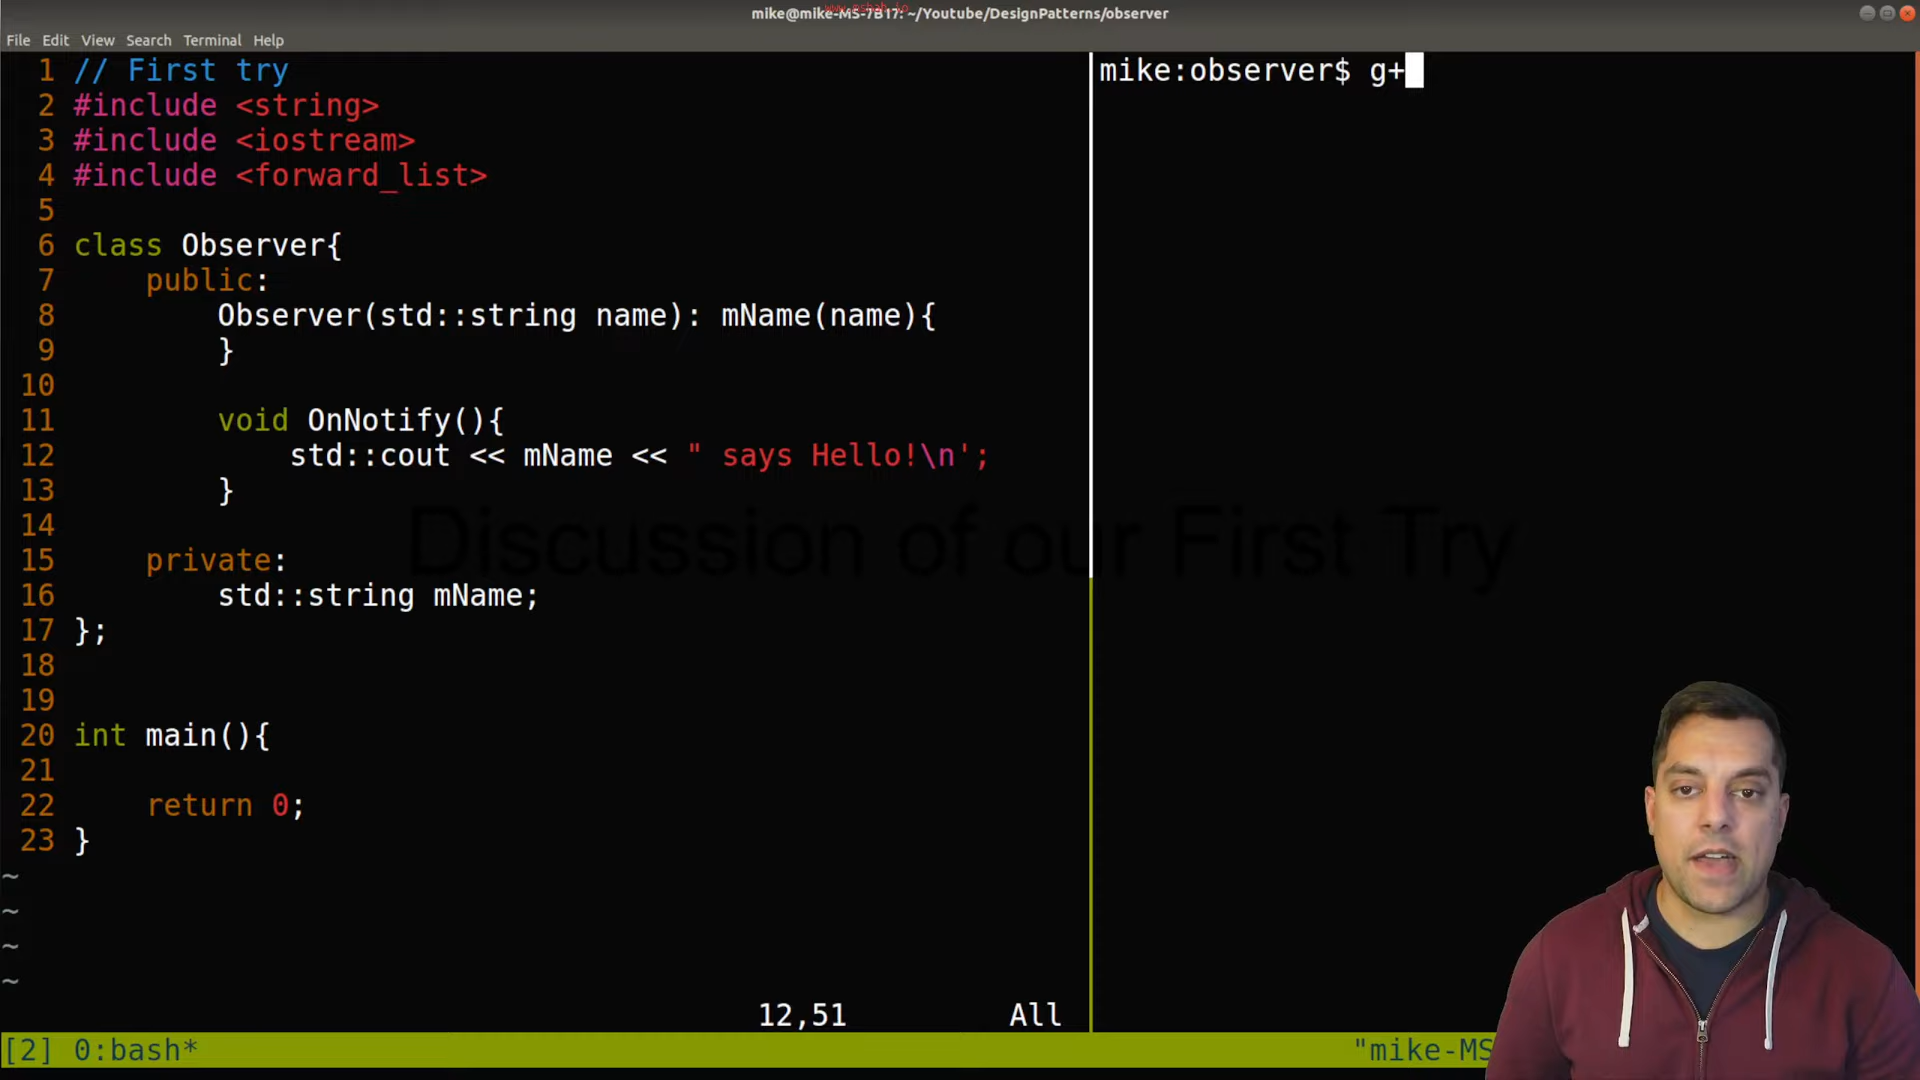 www.mshah.io
mike@mike-MS-7B17: ~/Youtube/DesignPatterns/observer
File Edit View Search Terminal Help
1 // First try
2 #include <string>
3 #include <iostream>
4 #include <forward_list>
5
6 class Observer{
7     public:
8         Observer(std::string name): mName(name){
9         }
10
11         void OnNotify(){
12             std::cout << mName << " says Hello!\n';
13         }
14
15     private:
16         std::string mName;
17 };
18
19
20 int main(){
21
22     return 0;
23 }
~
~
~
~
12,51 All
mike:observer$ g+
Discussion of our First Try
[2] 0:bash* "mike-MS